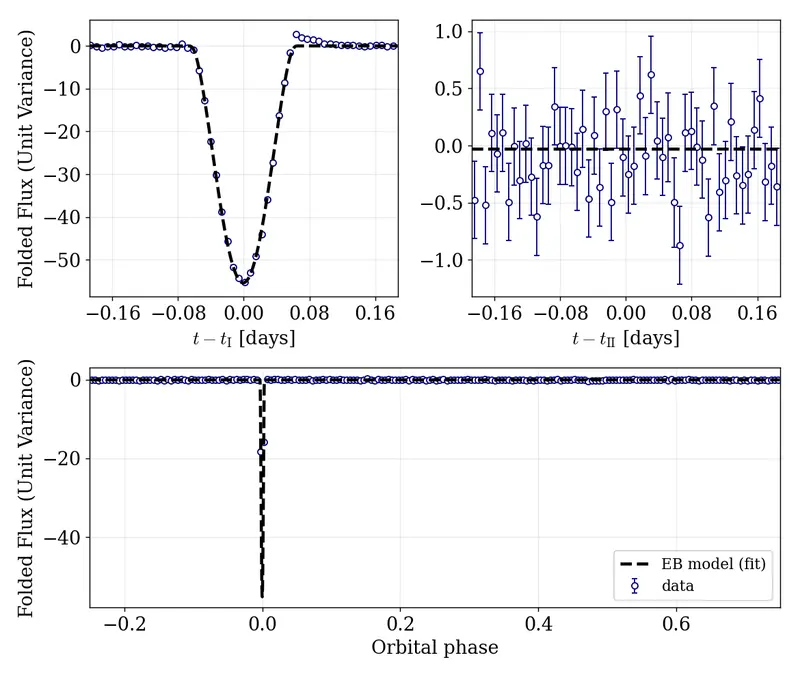 Folded Flux (Unit Variance)
0
−10
−20
−30
−40
−50
−0.16 −0.08 0.00 0.08 0.16
t − tI [days]
1.0
0.5
0.0
−0.5
−1.0
−0.16 −0.08 0.00 0.08 0.16
t − tII [days]
Folded Flux (Unit Variance)
0
−20
−40
−0.2 0.0 0.2 0.4 0.6
Orbital phase
EB model (fit)
data